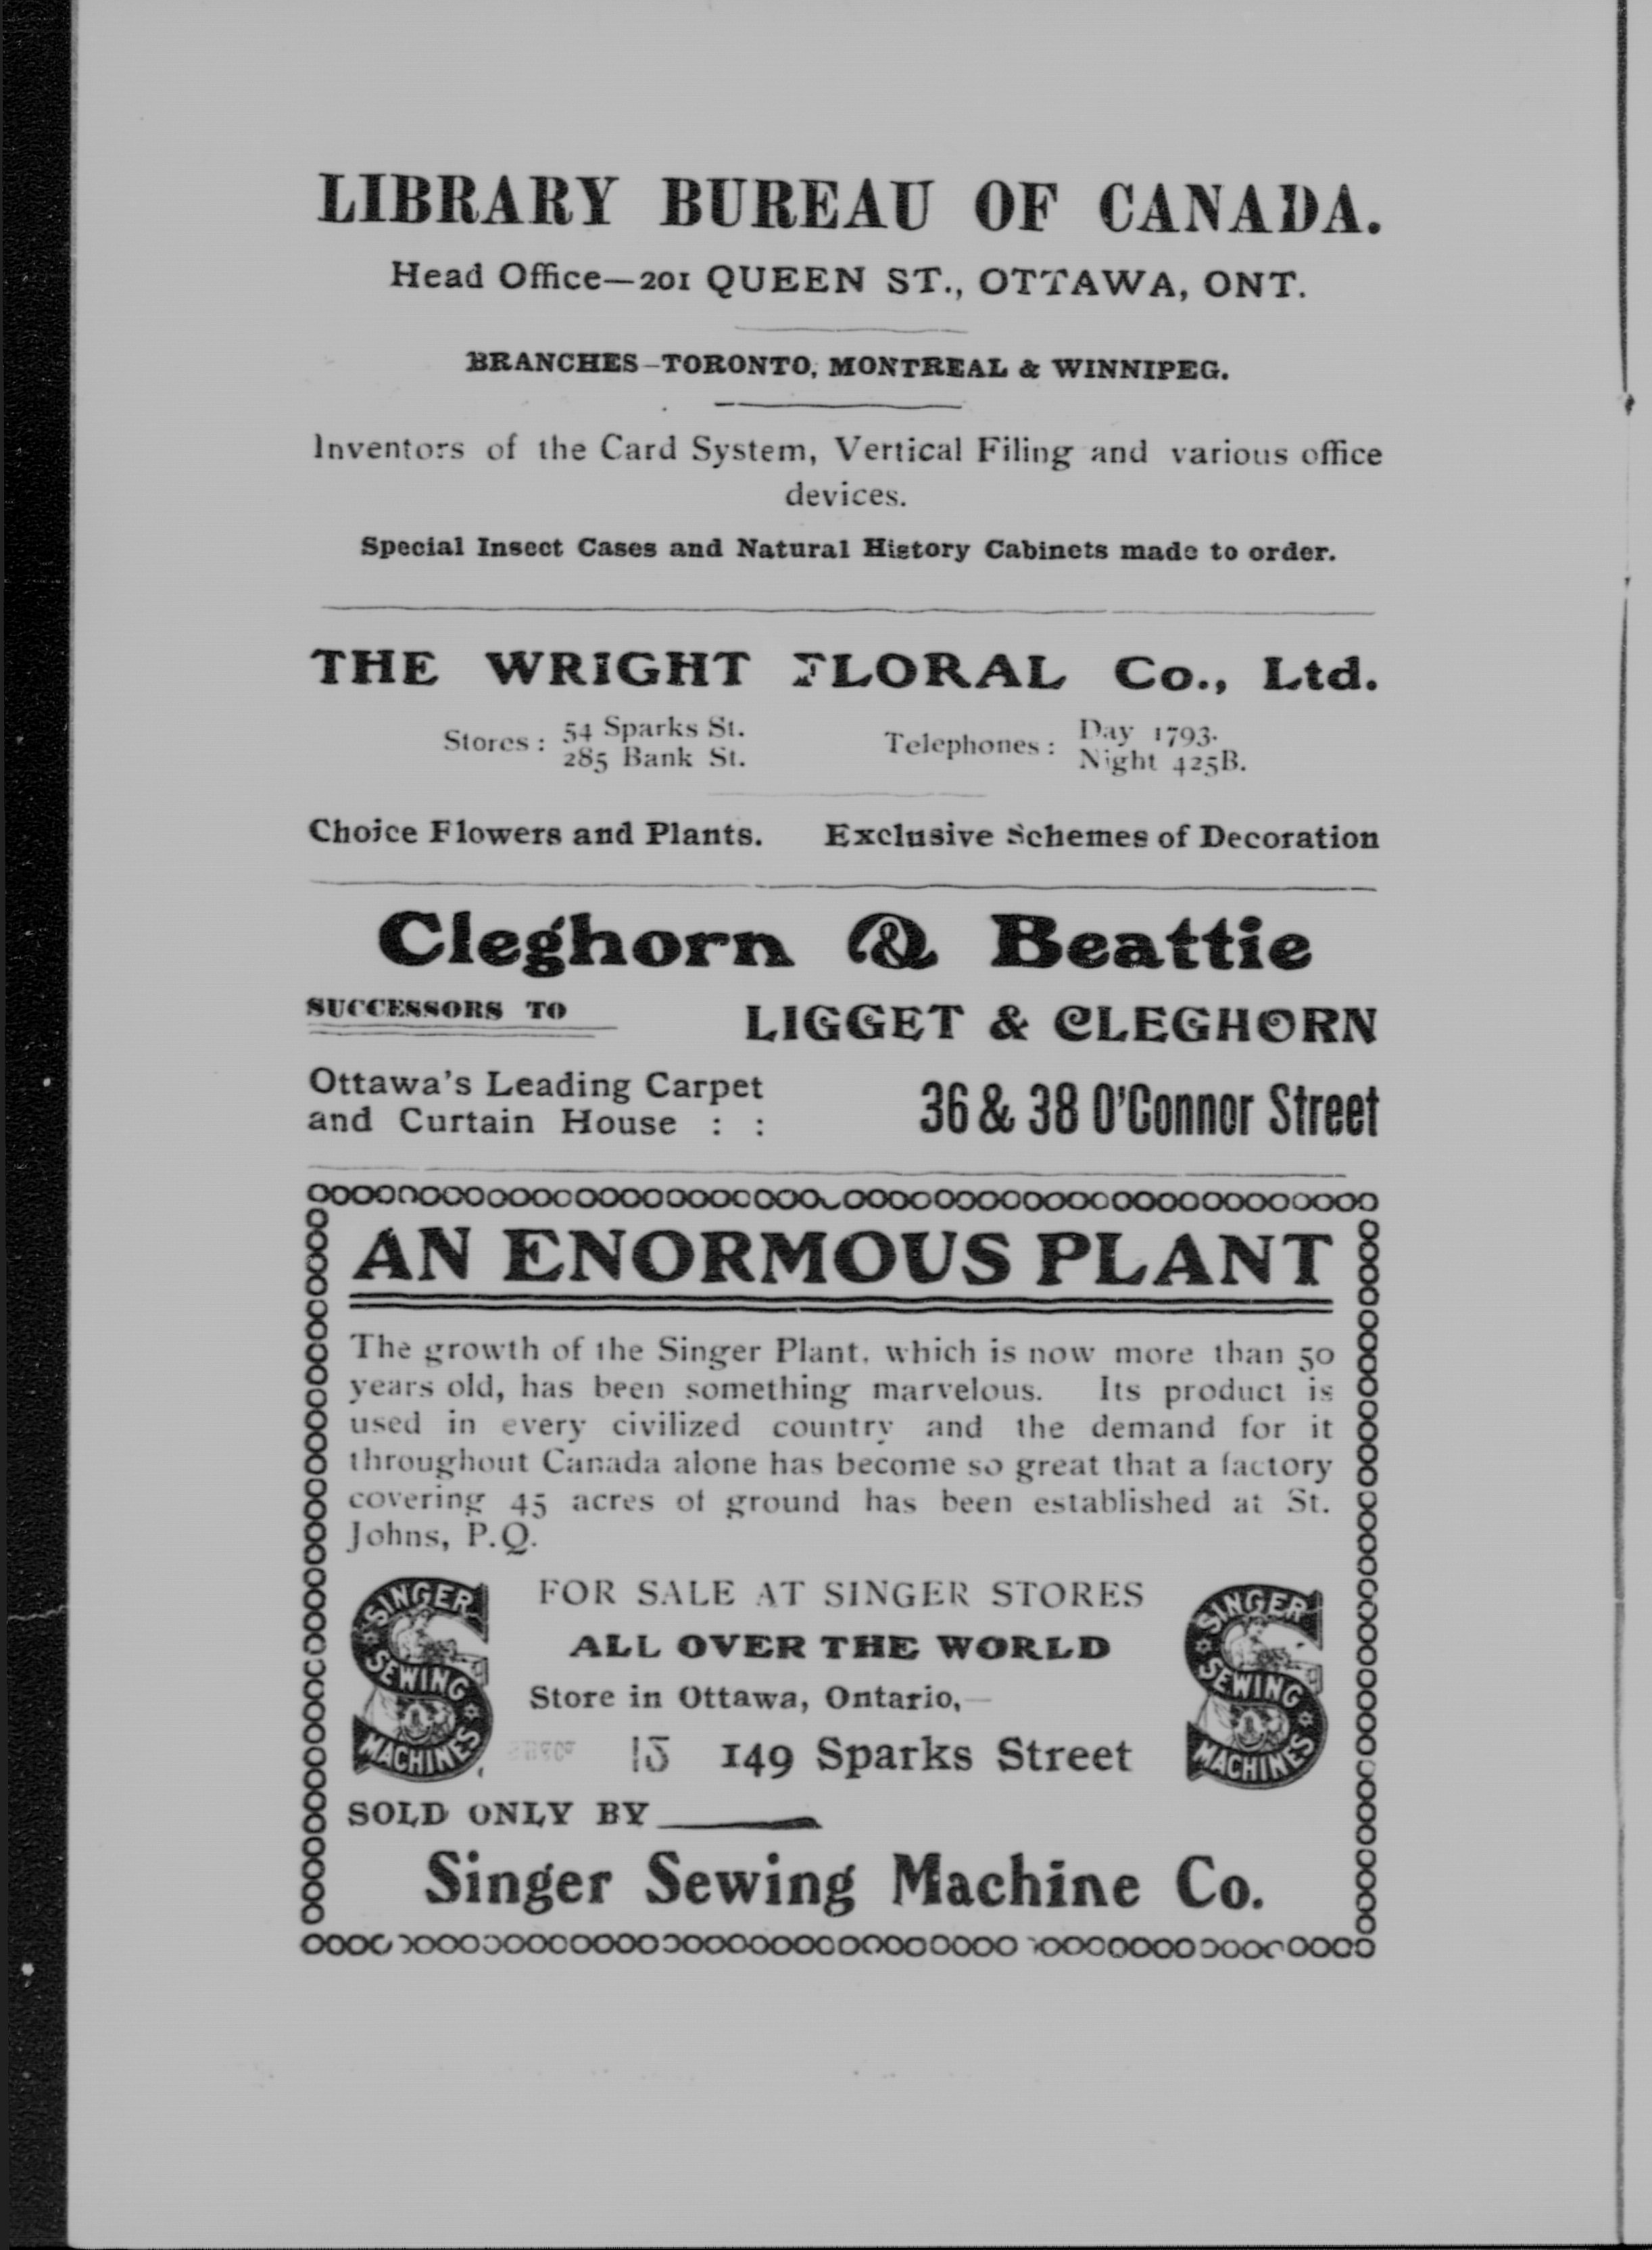 LIBRARY BUREAU OF CANADA.
Head Office—201 QUEEN ST., OTTAWA, ONT.
BRANCHES–TORONTO, MONTREAL & WINNIPEG.
Inventors of the Card System, Vertical Filing and various office
devices.
Special Insect Cases and Natural History Cabinets made to order.
THE WRIGHT FLORAL Co., Ltd.
Stores: 54 Sparks St.
285 Bank St.
Telephones: Day 1793.
Night 425B.
Choice Flowers and Plants. Exclusive Schemes of Decoration
Cleghorn & Beattie
SUCCESSORS TO LIGGET & CLEGHORN
Ottawa's Leading Carpet
and Curtain House : :
36 & 38 O'Connor Street
AN ENORMOUS PLANT
The growth of the Singer Plant, which is now more than 50
years old, has been something marvelous. Its product is
used in every civilized country and the demand for it
throughout Canada alone has become so great that a factory
covering 45 acres of ground has been established at St.
Johns, P.Q.
FOR SALE AT SINGER STORES
ALL OVER THE WORLD
Store in Ottawa, Ontario,—
149 Sparks Street
SINGER
SEWING
MACHINES
SINGER
SEWING
MACHINES
SOLD ONLY BY
Singer Sewing Machine Co.